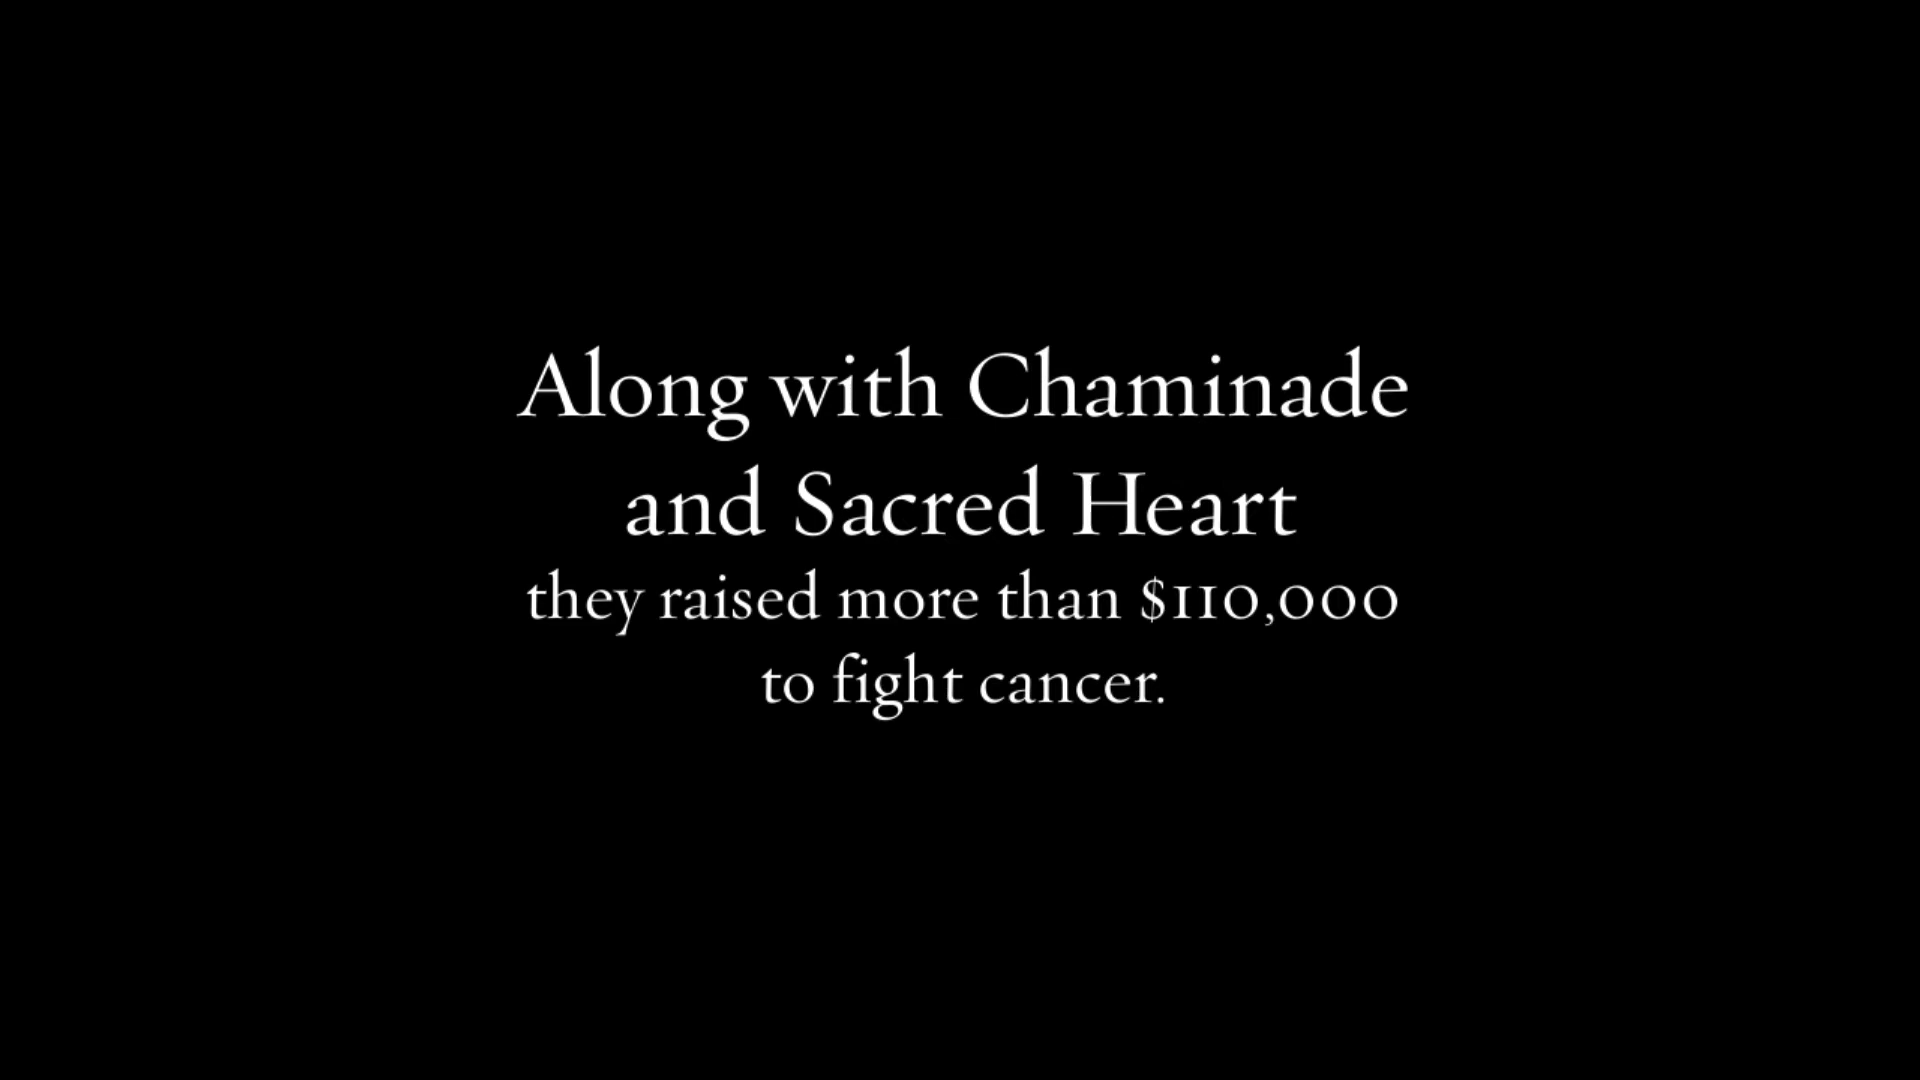 Along with Chaminade
and Sacred Heart
they raised more than $110,000
to fight cancer.